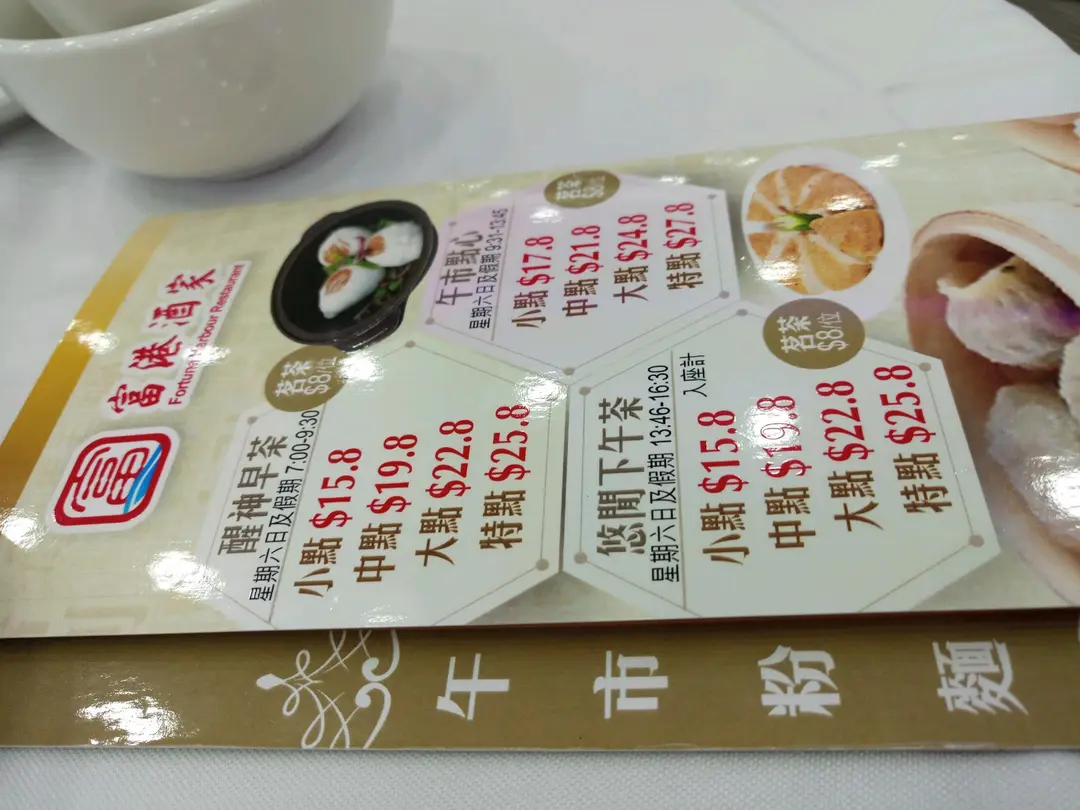 富港酒家
Fortune Harbour Restaurant
富
醒神早茶
星期六日及假期 7:00-9:30
茗茶
$8/位
小點 $15.8
中點 $19.8
大點 $22.8
特點 $25.8
午市點心
星期六日及假期 9:31-13:45
茗茶
$8/位
小點 $17.8
中點 $21.8
大點 $24.8
特點 $27.8
悠閒下午茶
星期六日及假期 13:46-16:30
入座計
茗茶
$8/位
小點 $15.8
中點 $19.8
大點 $22.8
特點 $25.8
午市粉麵